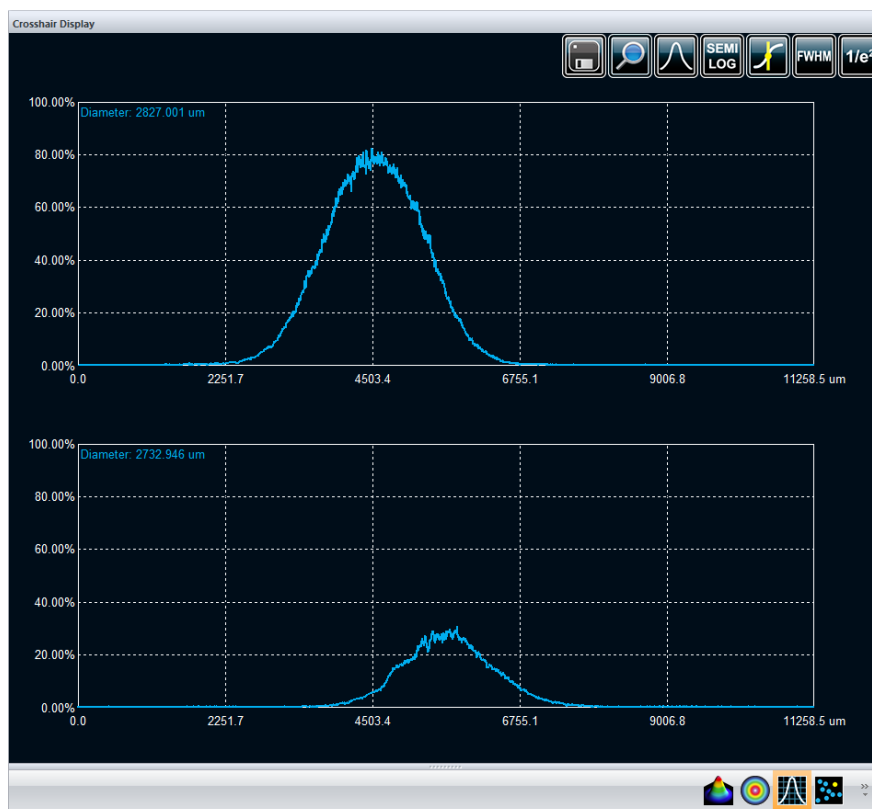 Crosshair Display
SEMI LOG
FWHM
1/e²
100.00%
Diameter: 2827.001 um
80.00%
60.00%
40.00%
20.00%
0.00%
0.0 2251.7 4503.4 6755.1 9006.8 11258.5 um
100.00%
Diameter: 2732.946 um
80.00%
60.00%
40.00%
20.00%
0.00%
0.0 2251.7 4503.4 6755.1 9006.8 11258.5 um